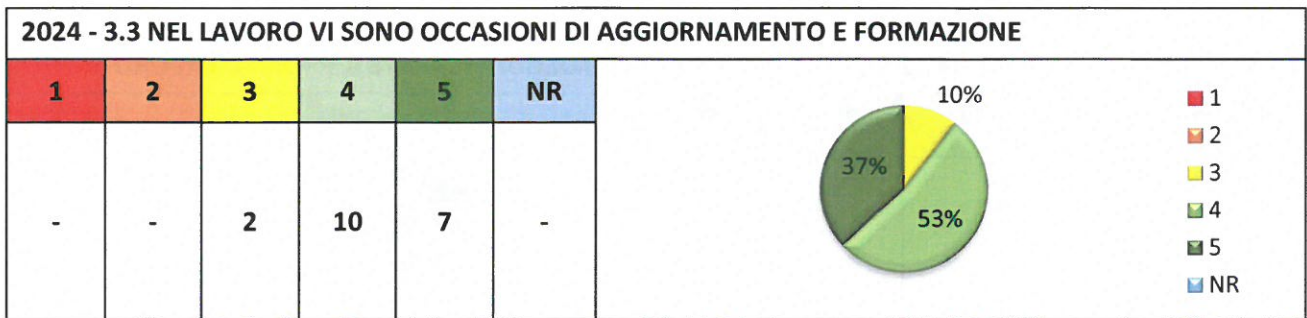 2024 - 3.3 NEL LAVORO VI SONO OCCASIONI DI AGGIORNAMENTO E FORMAZIONE
1 2 3 4 5 NR
- - 2 10 7 -
10%
37%
53%
1
2
3
4
5
NR